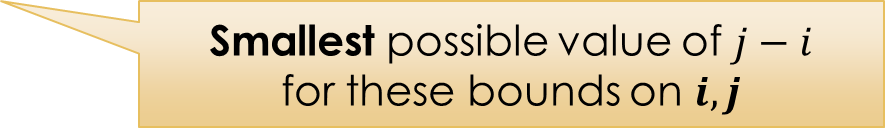 Smallest possible value of j − i
for these bounds on i, j